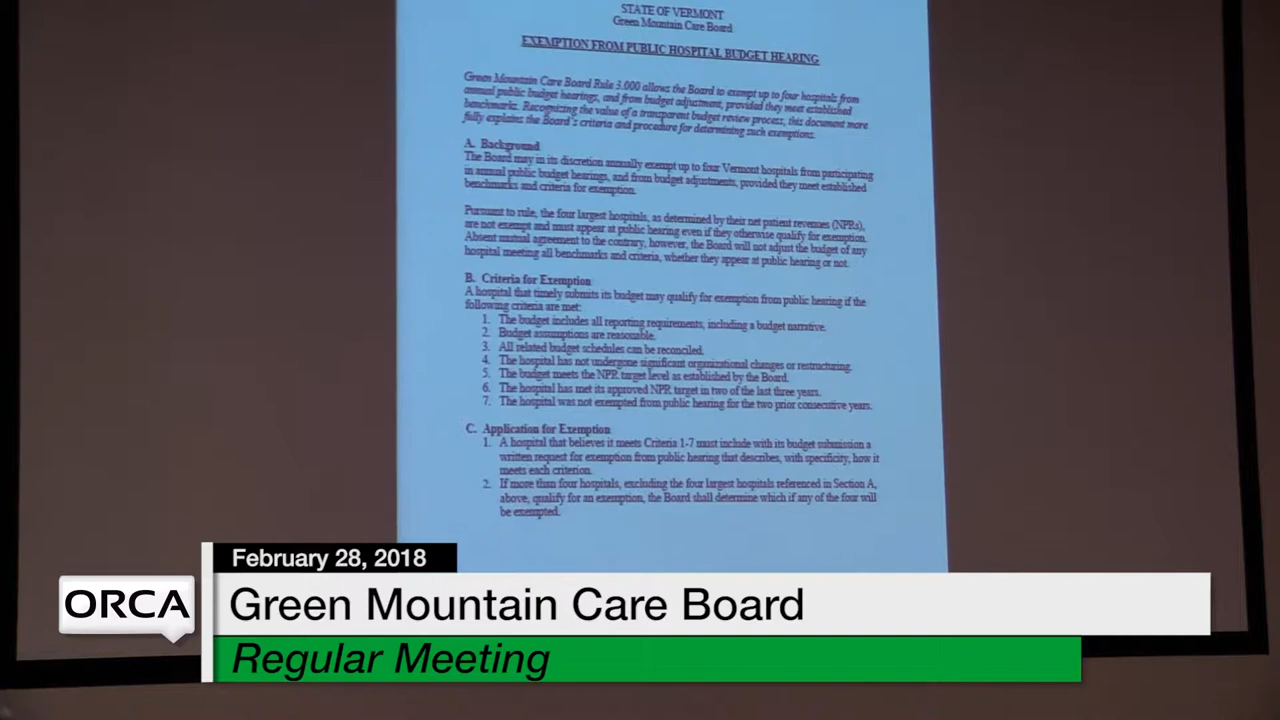 STATE OF VERMONT
Green Mountain Care Board
EXEMPTION FROM PUBLIC HOSPITAL BUDGET HEARING
Green Mountain Care Board Rule 3.000 allows the Board to exempt up to four hospitals from
annual public budget hearings, and from budget adjustment, provided they meet established
benchmarks. Recognizing the value of a transparent budget review process, this document more
fully explains the Board's criteria and procedure for determining such exemptions.
A. Background
The Board may in its discretion annually exempt up to four Vermont hospitals from participating
in annual public budget hearings, and from budget adjustments, provided they meet established
benchmarks and criteria for exemption.
Pursuant to rule, the four largest hospitals, as determined by their net patient revenues (NPRs),
are not exempt and must appear at public hearing even if they otherwise qualify for exemption.
Absent mutual agreement to the contrary, however, the Board will not adjust the budget of any
hospital meeting all benchmarks and criteria, whether they appear at public hearing or not.
B. Criteria for Exemption
A hospital that timely submits its budget may qualify for exemption from public hearing if the
following criteria are met:
1. The budget includes all reporting requirements, including a budget narrative.
2. Budget assumptions are reasonable.
3. All related budget schedules can be reconciled.
4. The hospital has not undergone significant organizational changes or restructuring.
5. The budget meets the NPR target level as established by the Board.
6. The hospital has met its approved NPR target in two of the last three years.
7. The hospital was not exempted from public hearing for the two prior consecutive years.
C. Application for Exemption
1. A hospital that believes it meets Criteria 1-7 must include with its budget submission a
written request for exemption from public hearing that describes, with specificity, how it
meets each criterion.
2. If more than four hospitals, excluding the four largest hospitals referenced in Section A,
above, qualify for an exemption, the Board shall determine which if any of the four will
be exempted.
February 28, 2018
ORCA
Green Mountain Care Board
Regular Meeting